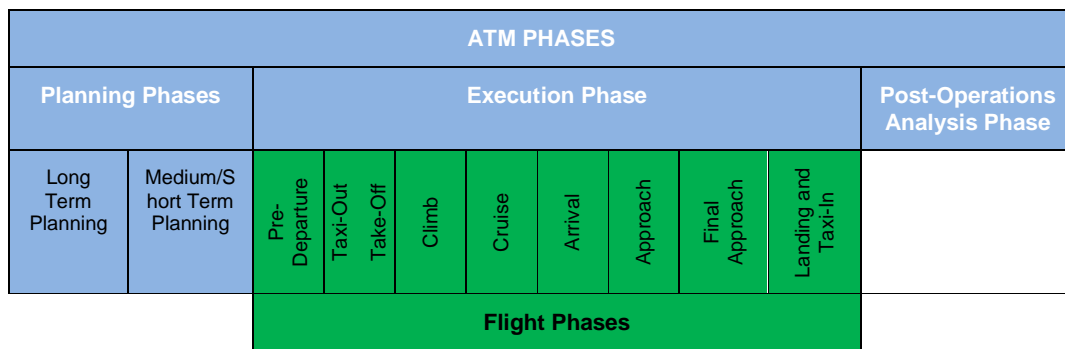 ATM PHASES
Planning Phases
Execution Phase
Post-Operations
Analysis Phase
Long
Term
Planning
Medium/S
hort Term
Planning
Pre-
Departure
Taxi-Out
Take-Off
Climb
Cruise
Arrival
Approach
Final
Approach
Landing and
Taxi-In
Flight Phases